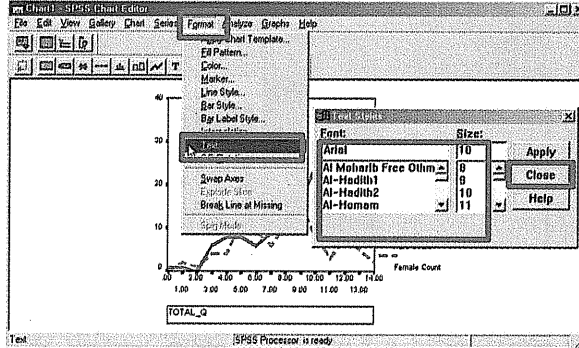 Chart1 - SPSS Chart Editor
File Edit View Gallery Chart Series Format Analyze Graphs Help
Chart Template...
Fill Pattern...
Color...
Marker...
Line Style...
Bar Style...
Bar Label Style...
Interpolation...
Text...
Swap Axes
Explode Slice
Break Line at Missing
Spin Mode
Text Styles
Font: Size:
Arial 10 Apply
Al Moharib Free Othm 8
Al-Hadith1 9 Close
Al-Hadith2 10
Al-Homam 11 Help
40
30
20
10
0
.00 2.00 4.00 6.00 8.00 10.00 12.00 14.00
1.00 3.00 5.00 7.00 9.00 11.00 13.00
Female Count
TOTAL_Q
Text SPSS Processor is ready